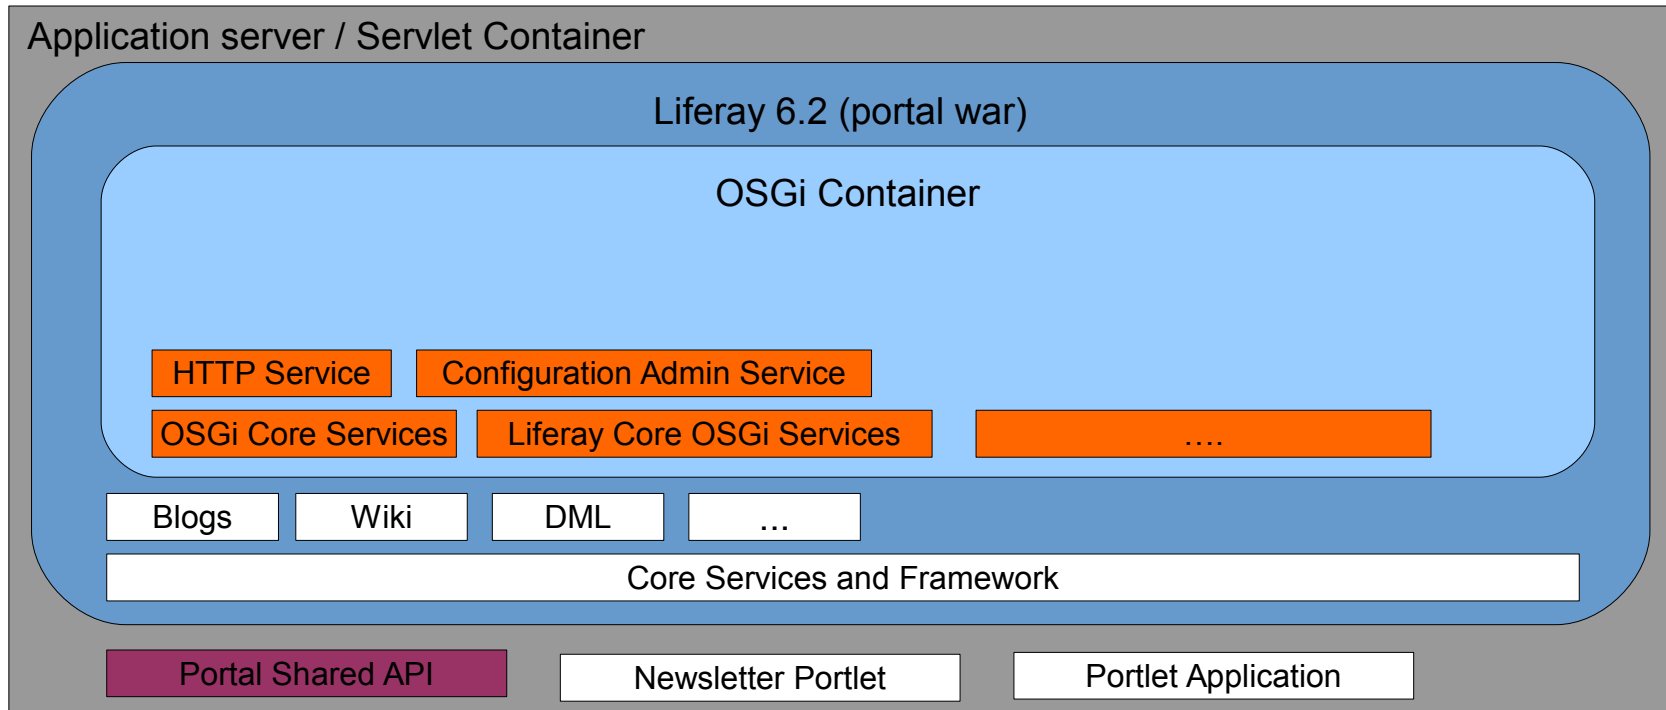 Application server / Servlet Container
Liferay 6.2 (portal war)
OSGi Container
HTTP Service
Configuration Admin Service
OSGi Core Services
Liferay Core OSGi Services
....
Blogs
Wiki
DML
...
Core Services and Framework
Portal Shared API
Newsletter Portlet
Portlet Application